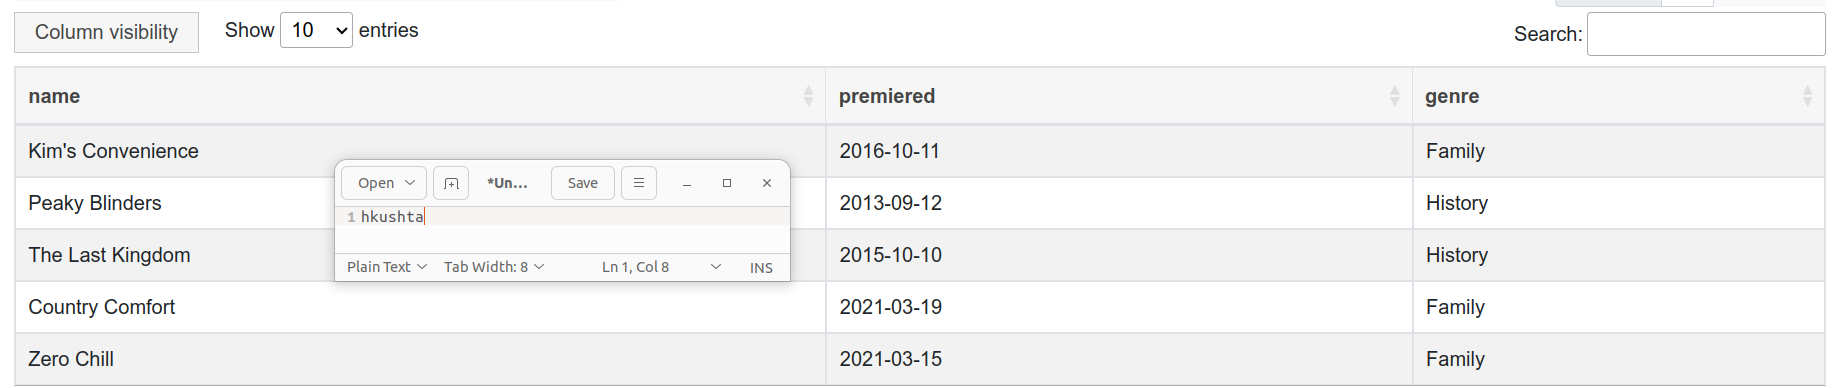 Column visibility Show 10 entries Search:
name premiered genre
Kim's Convenience 2016-10-11 Family
Peaky Blinders 2013-09-12 History
The Last Kingdom 2015-10-10 History
Country Comfort 2021-03-19 Family
Zero Chill 2021-03-15 Family
Open *Un... Save
1 hkushta
Plain Text Tab Width: 8 Ln 1, Col 8 INS